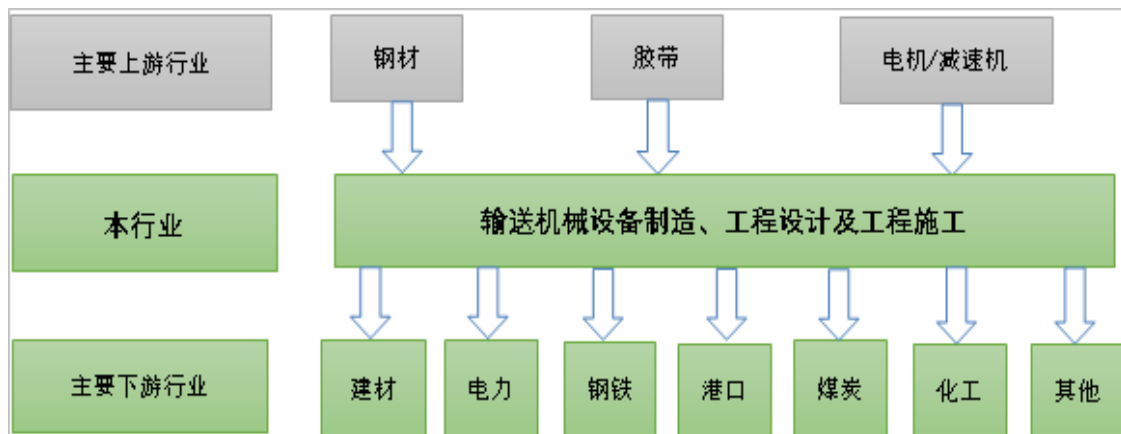 主要上游行业
钢材
胶带
电机/减速机
本行业
输送机械设备制造、工程设计及工程施工
主要下游行业
建材
电力
钢铁
港口
煤炭
化工
其他